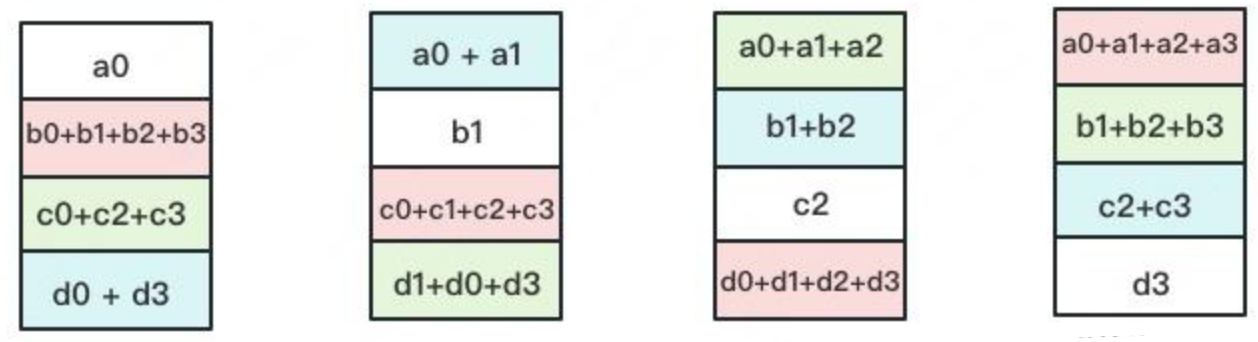 a0
b0+b1+b2+b3
c0+c2+c3
d0 + d3
a0 + a1
b1
c0+c1+c2+c3
d1+d0+d3
a0+a1+a2
b1+b2
c2
d0+d1+d2+d3
a0+a1+a2+a3
b1+b2+b3
c2+c3
d3